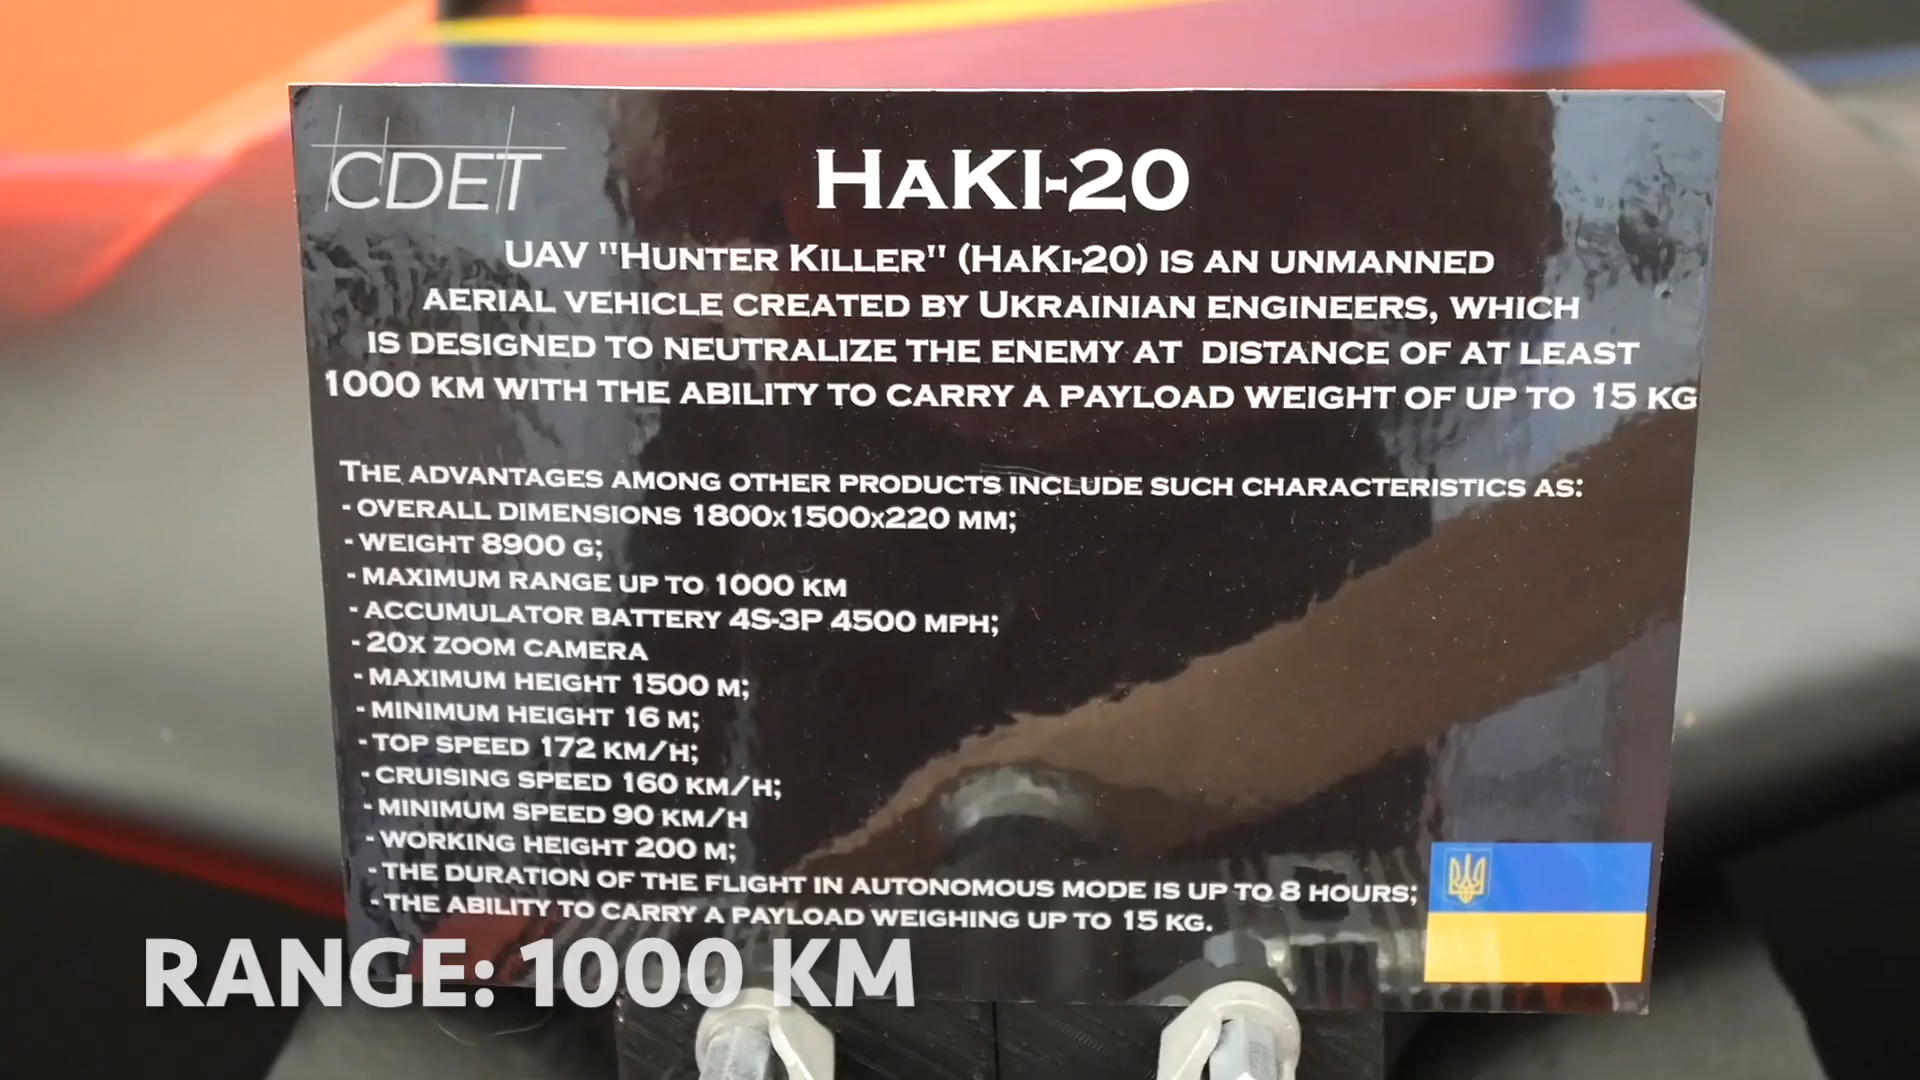 CDET
HAKI-20
UAV "HUNTER KILLER" (HAKI-20) IS AN UNMANNED
AERIAL VEHICLE CREATED BY UKRAINIAN ENGINEERS, WHICH
IS DESIGNED TO NEUTRALIZE THE ENEMY AT DISTANCE OF AT LEAST
1000 KM WITH THE ABILITY TO CARRY A PAYLOAD WEIGHT OF UP TO 15 KG
THE ADVANTAGES AMONG OTHER PRODUCTS INCLUDE SUCH CHARACTERISTICS AS:
- OVERALL DIMENSIONS 1800X1500X220 MM;
- WEIGHT 8900 G;
- MAXIMUM RANGE UP TO 1000 KM
- ACCUMULATOR BATTERY 4S-3P 4500 MPH;
- 20X ZOOM CAMERA
- MAXIMUM HEIGHT 1500 M;
- MINIMUM HEIGHT 16 M;
- TOP SPEED 172 KM/H;
- CRUISING SPEED 160 KM/H;
- MINIMUM SPEED 90 KM/H
- WORKING HEIGHT 200 M;
- THE DURATION OF THE FLIGHT IN AUTONOMOUS MODE IS UP TO 8 HOURS;
- THE ABILITY TO CARRY A PAYLOAD WEIGHING UP TO 15 KG.
RANGE: 1000 KM